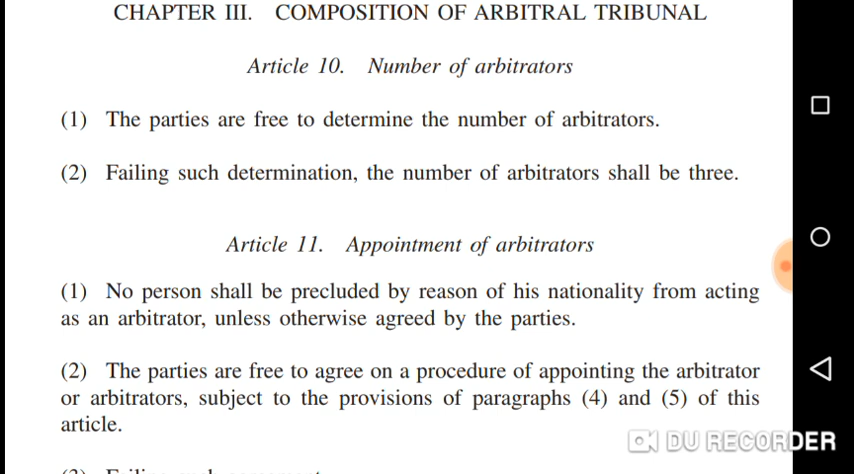 CHAPTER III. COMPOSITION OF ARBITRAL TRIBUNAL
Article 10. Number of arbitrators
(1) The parties are free to determine the number of arbitrators.
(2) Failing such determination, the number of arbitrators shall be three.
Article 11. Appointment of arbitrators
(1) No person shall be precluded by reason of his nationality from acting
as an arbitrator, unless otherwise agreed by the parties.
(2) The parties are free to agree on a procedure of appointing the arbitrator
or arbitrators, subject to the provisions of paragraphs (4) and (5) of this
article.
DU RECORDER